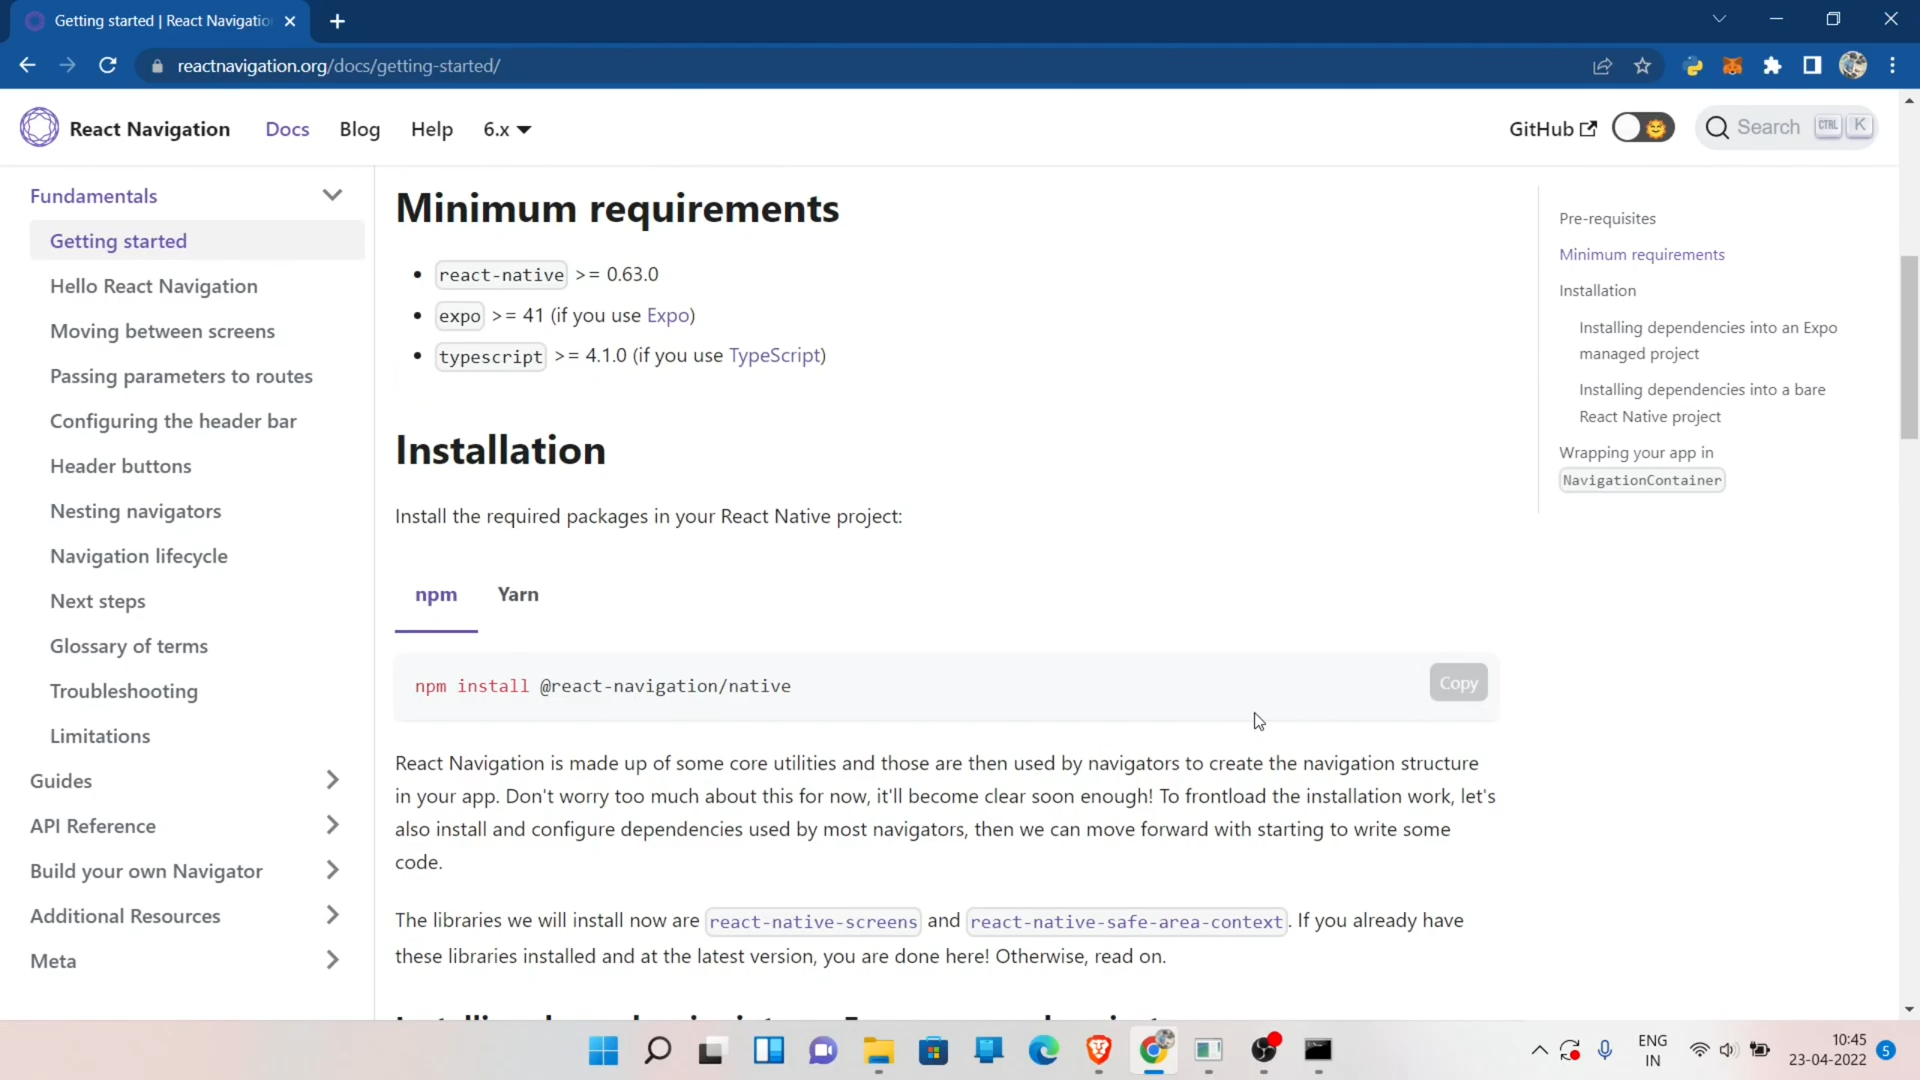 Getting started | React Navigatio
reactnavigation.org/docs/getting-started/
React Navigation
Docs
Blog
Help
6.x
GitHub
Search
CTRL
K
Fundamentals
Getting started
Hello React Navigation
Moving between screens
Passing parameters to routes
Configuring the header bar
Header buttons
Nesting navigators
Navigation lifecycle
Next steps
Glossary of terms
Troubleshooting
Limitations
Guides
API Reference
Build your own Navigator
Additional Resources
Meta
Minimum requirements
react-native >= 0.63.0
expo >= 41 (if you use Expo)
typescript >= 4.1.0 (if you use TypeScript)
Installation
Install the required packages in your React Native project:
npm
Yarn
npm install @react-navigation/native
Copy
React Navigation is made up of some core utilities and those are then used by navigators to create the navigation structure
in your app. Don't worry too much about this for now, it'll become clear soon enough! To frontload the installation work, let's
also install and configure dependencies used by most navigators, then we can move forward with starting to write some
code.
The libraries we will install now are react-native-screens and react-native-safe-area-context. If you already have
these libraries installed and at the latest version, you are done here! Otherwise, read on.
Pre-requisites
Minimum requirements
Installation
Installing dependencies into an Expo
managed project
Installing dependencies into a bare
React Native project
Wrapping your app in
NavigationContainer
ENG
IN
10:45
23-04-2022
5